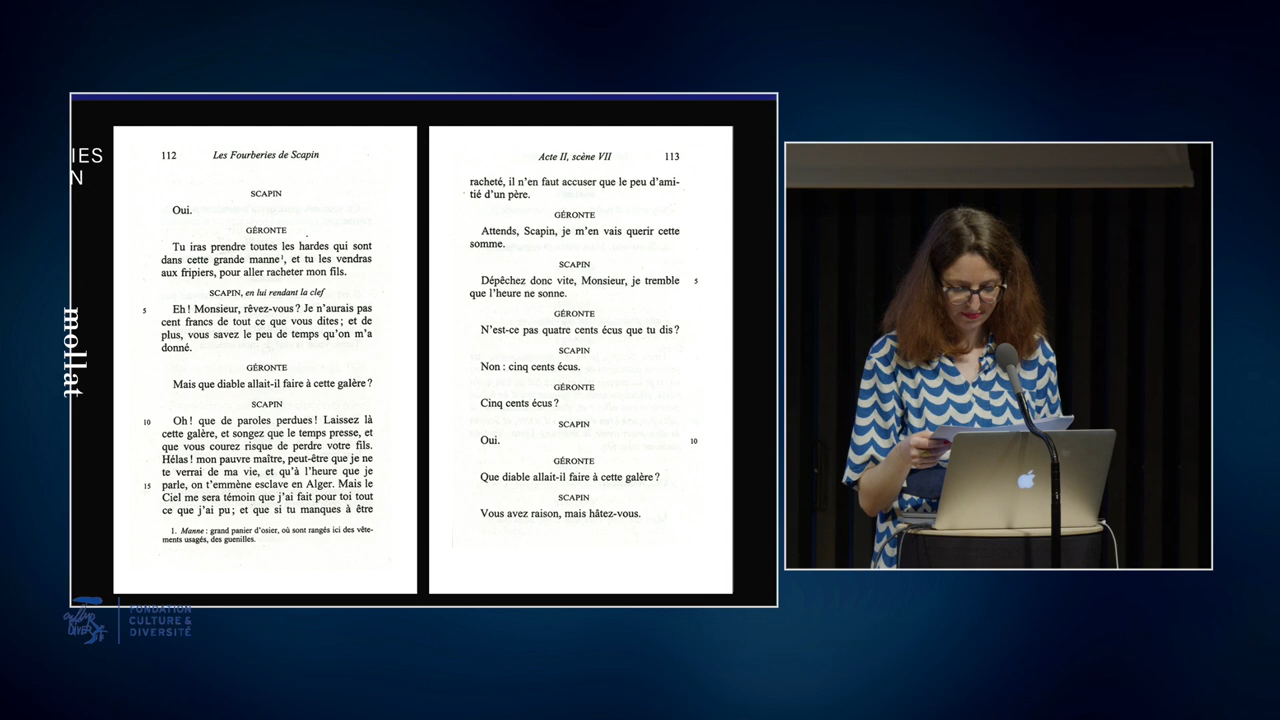 IES
N
mollat
112 Les Fourberies de Scapin
SCAPIN
Oui.
GÉRONTE
Tu iras prendre toutes les hardes qui sont
dans cette grande manne¹, et tu les vendras
aux fripiers, pour aller racheter mon fils.
SCAPIN, en lui rendant la clef
5 Eh ! Monsieur, rêvez-vous ? Je n'aurais pas
cent francs de tout ce que vous dites ; et de
plus, vous savez le peu de temps qu'on m'a
donné.
GÉRONTE
Mais que diable allait-il faire à cette galère ?
SCAPIN
10 Oh ! que de paroles perdues ! Laissez là
cette galère, et songez que le temps presse, et
que vous courez risque de perdre votre fils.
Hélas ! mon pauvre maître, peut-être que je ne
te verrai de ma vie, et qu'à l'heure que je
15 parle, on t'emmène esclave en Alger. Mais le
Ciel me sera témoin que j'ai fait pour toi tout
ce que j'ai pu ; et que si tu manques à être
1. Manne : grand panier d'osier, où sont rangés ici des vête-
ments usagés, des guenilles.
Acte II, scène VII 113
racheté, il n'en faut accuser que le peu d'ami-
tié d'un père.
GÉRONTE
Attends, Scapin, je m'en vais querir cette
somme.
SCAPIN
Dépêchez donc vite, Monsieur, je tremble 5
que l'heure ne sonne.
GÉRONTE
N'est-ce pas quatre cents écus que tu dis ?
SCAPIN
Non : cinq cents écus.
GÉRONTE
Cinq cents écus ?
SCAPIN
Oui. 10
GÉRONTE
Que diable allait-il faire à cette galère ?
SCAPIN
Vous avez raison, mais hâtez-vous.
FONDATION
CULTURE &
DIVERSITÉ